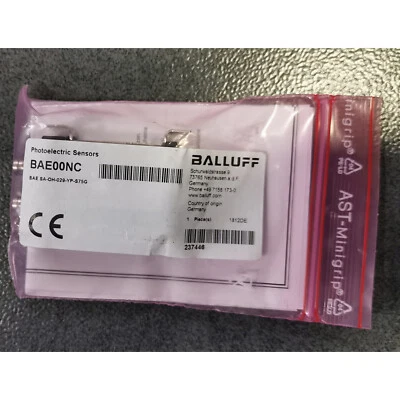 Photoelectric Sensors
BAE00NC
BAE SA-OH-029-YP-S75G
CE
BALLUFF
Schurwaldstrasse 9
73765 Neuhausen a.d.F.
Germany
Phone +49 7158 173-0
www.balluff.com
Country of origin
Germany
1 Piece(s)
1812DE
237446
Minigrip®
AST-Minigrip®